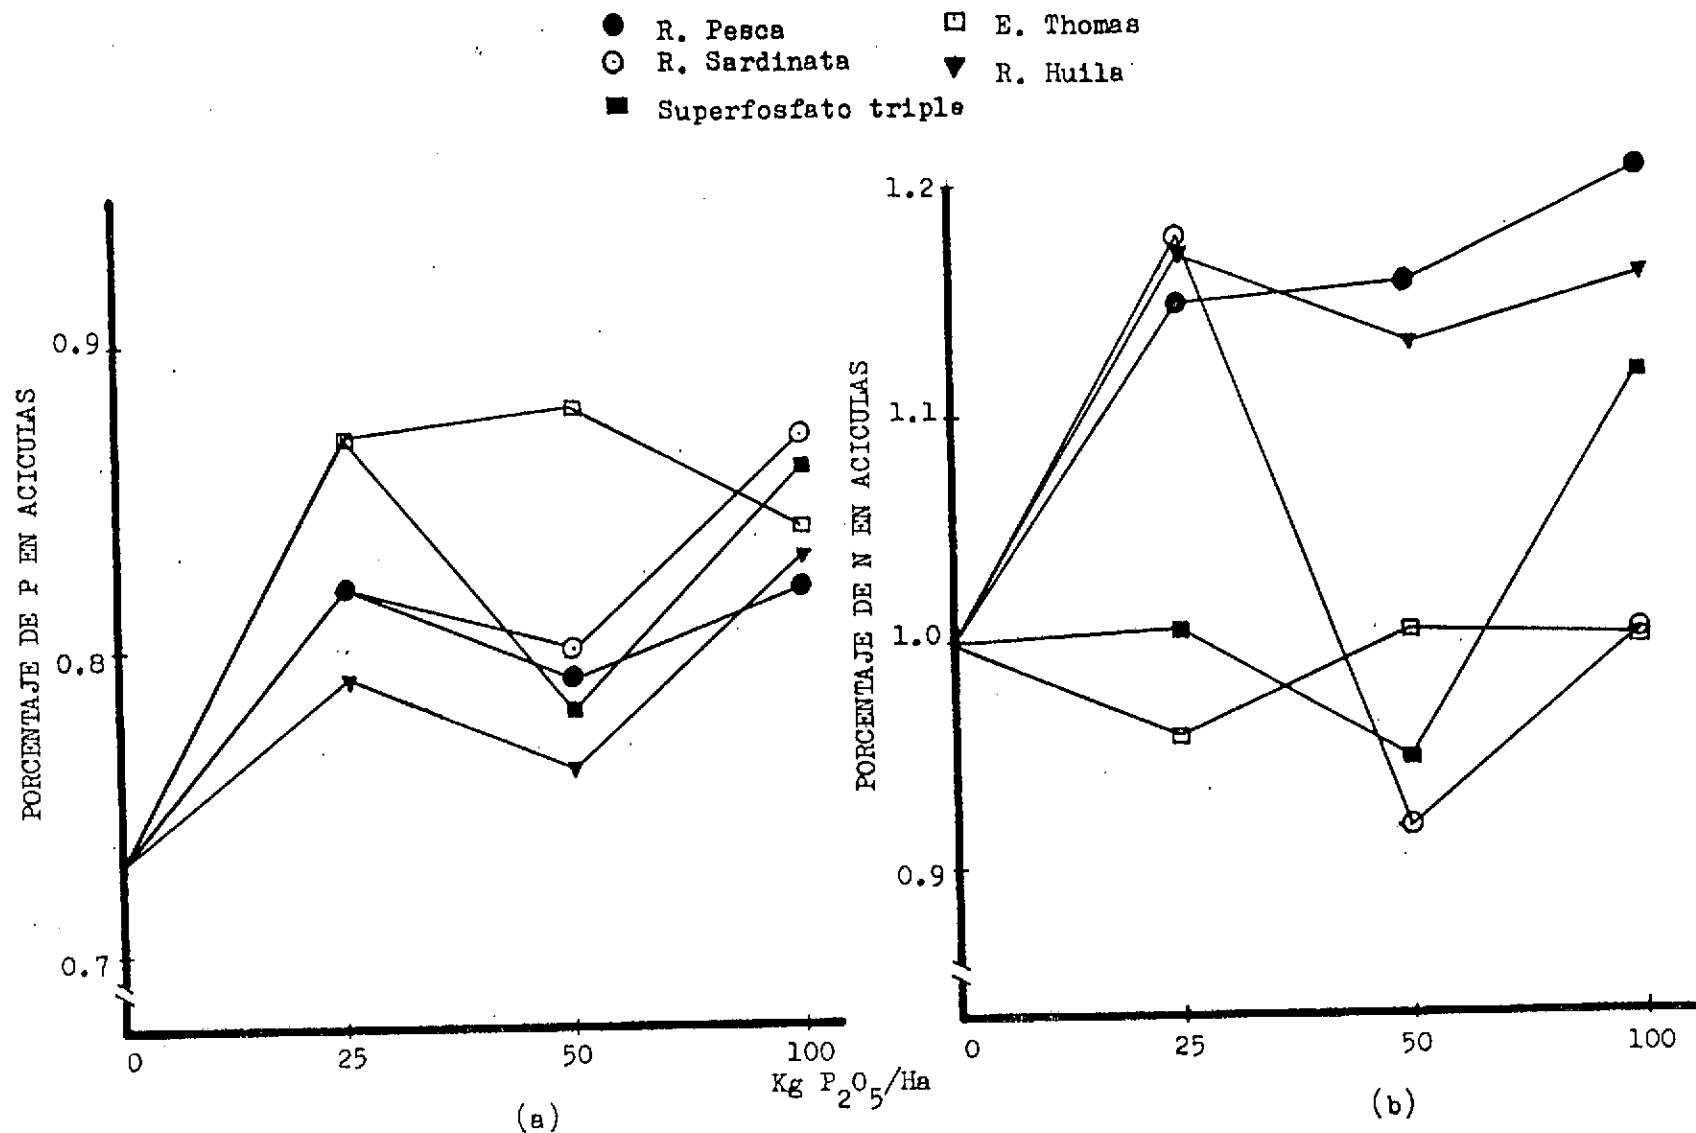 R. Pesca
R. Sardinata
Superfosfato triple
E. Thomas
R. Huila
PORCENTAJE DE P EN ACICULAS
0.9
0.8
0.7
0
25
50
100
(a)
Kg P2O5/Ha
PORCENTAJE DE N EN ACICULAS
1.2
1.1
1.0
0.9
0
25
50
100
(b)